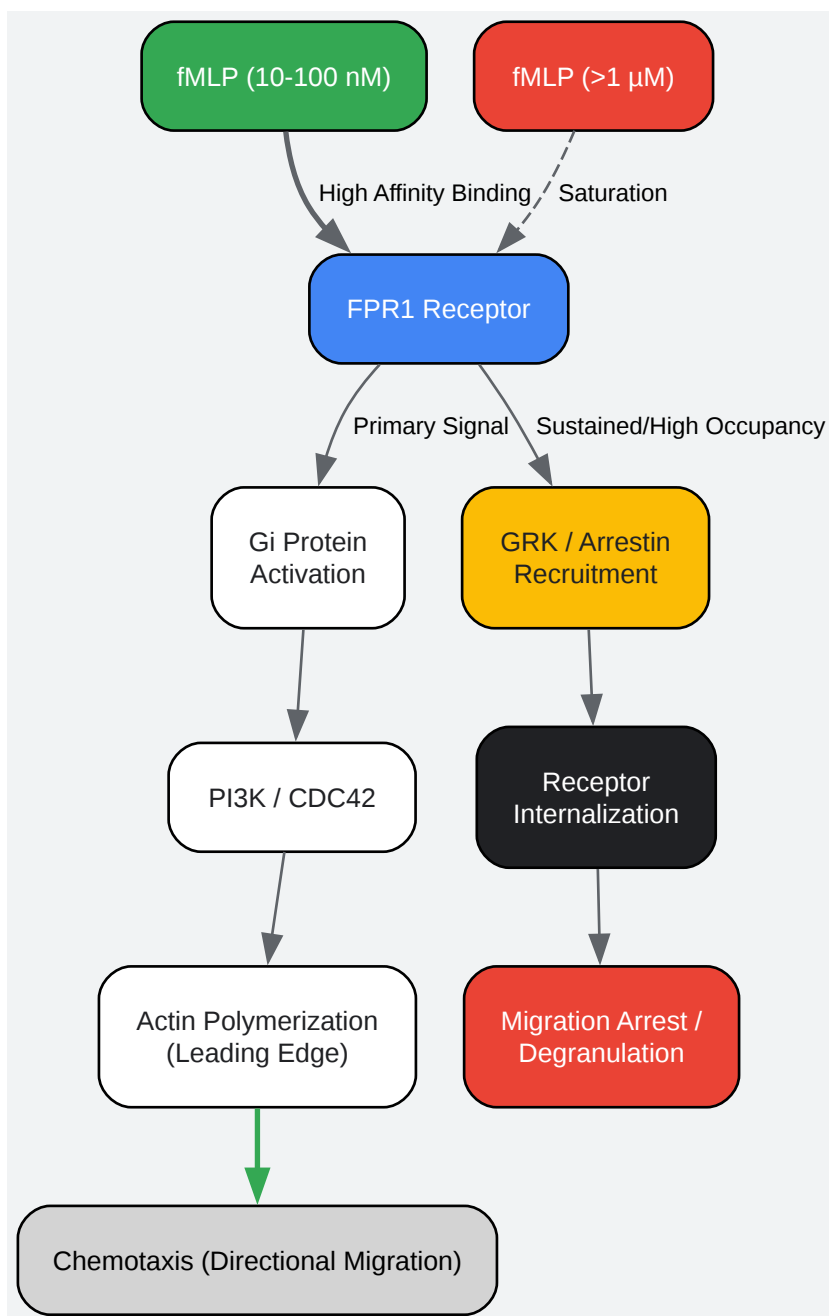 fMLP (10-100 nM)
fMLP (>1 µM)
High Affinity Binding
Saturation
FPR1 Receptor
Primary Signal
Sustained/High Occupancy
Gi Protein
Activation
GRK / Arrestin
Recruitment
PI3K / CDC42
Receptor
Internalization
Actin Polymerization
(Leading Edge)
Migration Arrest /
Degranulation
Chemotaxis (Directional Migration)